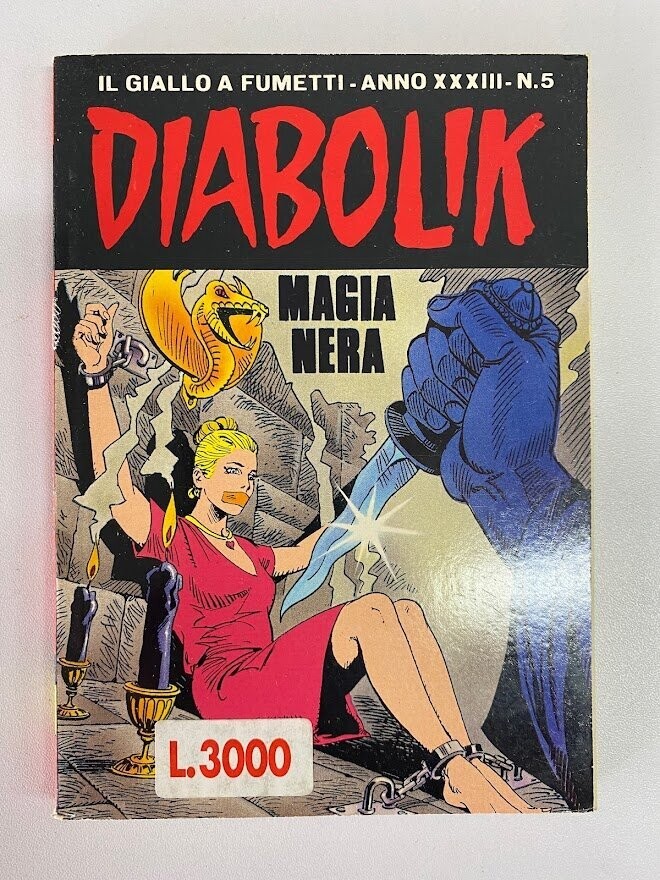 IL GIALLO A FUMETTI - ANNO XXXIII - N.5
DIABOLIK
MAGIA
NERA
L.3000